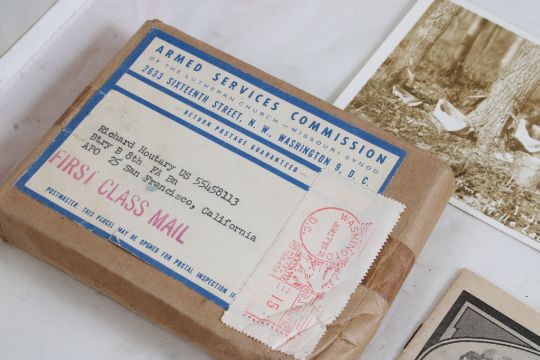 ARMED SERVICES COMMISSION
OF THE LUTHERAN CHURCH - MISSOURI SYNOD
2633 SIXTEENTH STREET, N. W., WASHINGTON 9, D. C.
RETURN POSTAGE GUARANTEED
Richard Houtary US 55458113
Btry B 8th FA Bn
APO 25 San Francisco, California
FIRST CLASS MAIL
POSTMASTER: THIS PARCEL MAY BE OPENED FOR POSTAL INSPECTION IF
WASHINGTON
D.C.
15